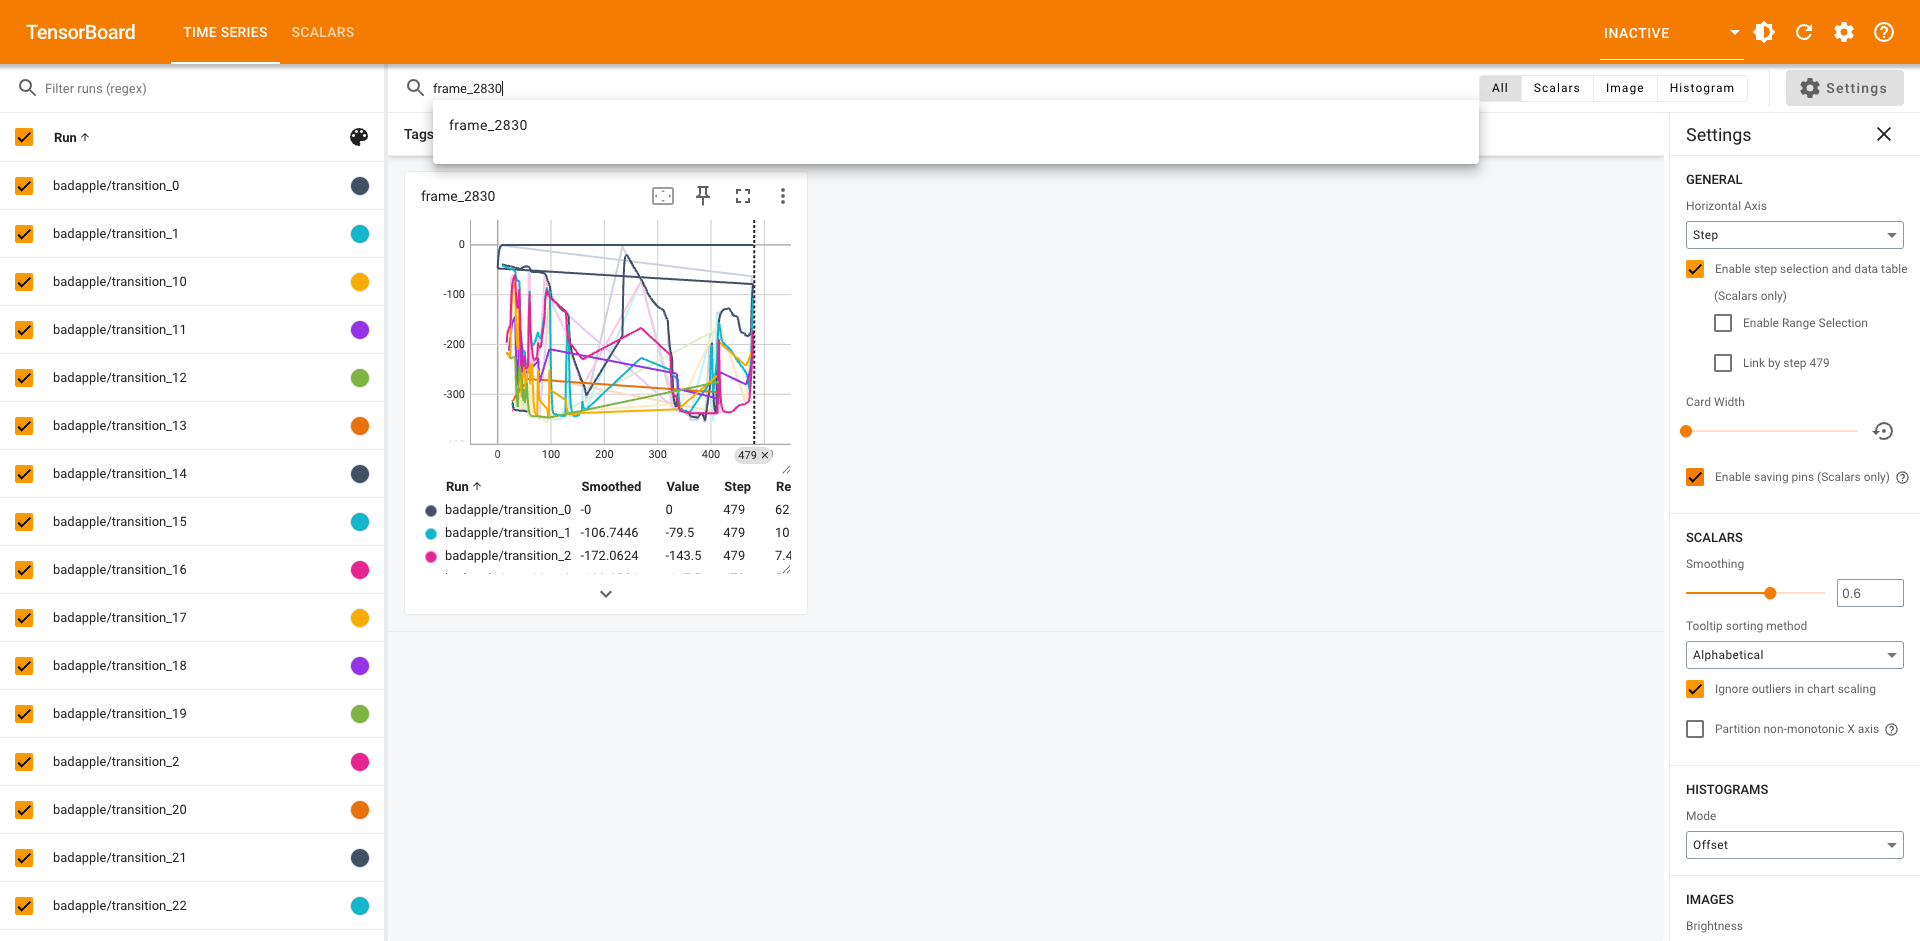 TensorBoard
TIME SERIES
SCALARS
INACTIVE
Filter runs (regex)
frame_2830
All
Scalars
Image
Histogram
Settings
frame_2830
Run
Tags
badapple/transition_0
badapple/transition_1
badapple/transition_10
badapple/transition_11
badapple/transition_12
badapple/transition_13
badapple/transition_14
badapple/transition_15
badapple/transition_16
badapple/transition_17
badapple/transition_18
badapple/transition_19
badapple/transition_2
badapple/transition_20
badapple/transition_21
badapple/transition_22
frame_2830
0
-100
-200
-300
0 100 200 300 400 479
Run Smoothed Value Step Re
badapple/transition_0 -0 0 479 62
badapple/transition_1 -106.7446 -79.5 479 10
badapple/transition_2 -172.0624 -143.5 479 7.4
Settings
GENERAL
Horizontal Axis
Step
Enable step selection and data table
(Scalars only)
Enable Range Selection
Link by step 479
Card Width
Enable saving pins (Scalars only)
SCALARS
Smoothing
0.6
Tooltip sorting method
Alphabetical
Ignore outliers in chart scaling
Partition non-monotonic X axis
HISTOGRAMS
Mode
Offset
IMAGES
Brightness